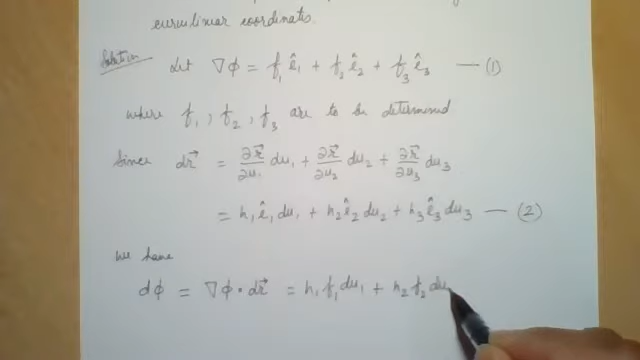 curvilinear coordinates.
Solution Let ∇ϕ = f₁ ê₁ + f₂ ê₂ + f₃ ê₃ — (1)
where f₁, f₂, f₃ are to be determined
Since dr⃗ = ∂r⃗/∂u₁ du₁ + ∂r⃗/∂u₂ du₂ + ∂r⃗/∂u₃ du₃
= h₁ ê₁ du₁ + h₂ ê₂ du₂ + h₃ ê₃ du₃ — (2)
We have
dϕ = ∇ϕ · dr⃗ = h₁ f₁ du₁ + h₂ f₂ du